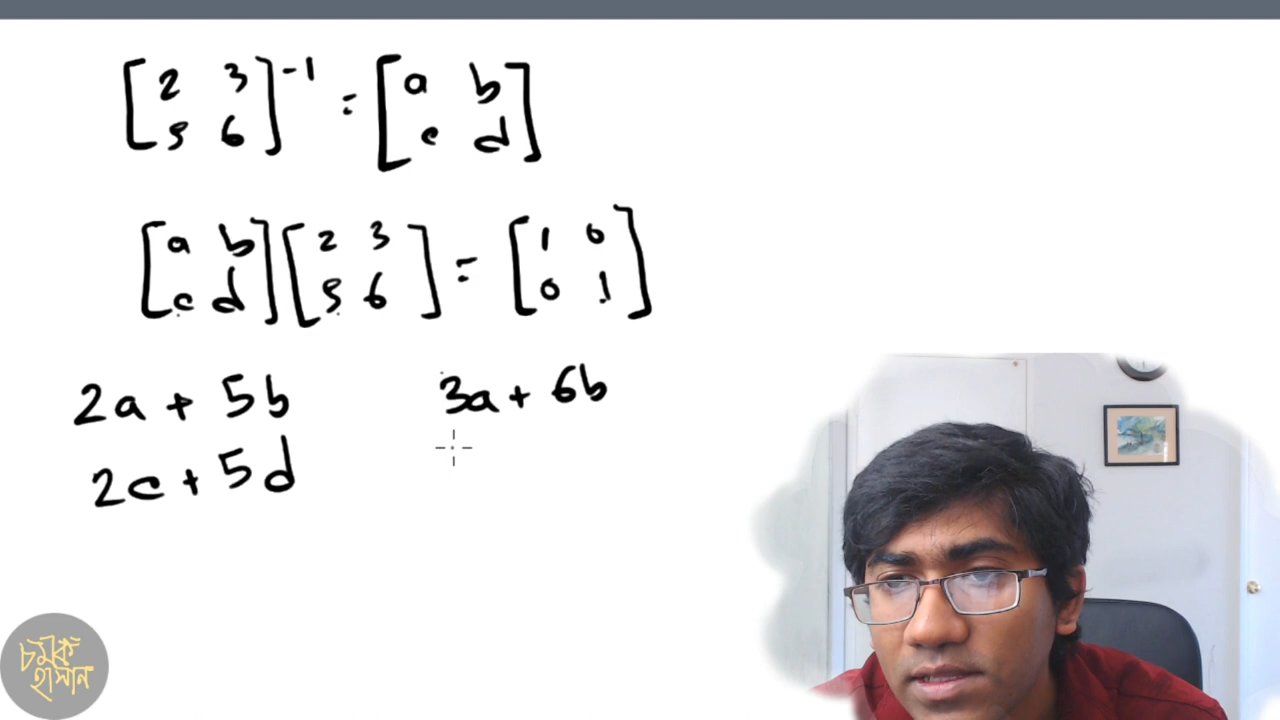 [2 3
5 6]⁻¹ = [a b
c d]
[a b
c d] [2 3
5 6] = [1 0
0 1]
2a + 5b 3a + 6b
2c + 5d
চমক
হাসান